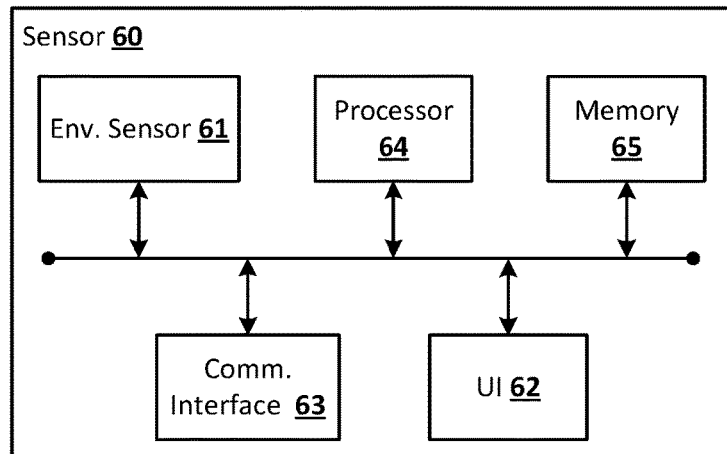 Sensor 60
Env. Sensor 61
Processor
64
Memory
65
Comm.
Interface 63
UI 62